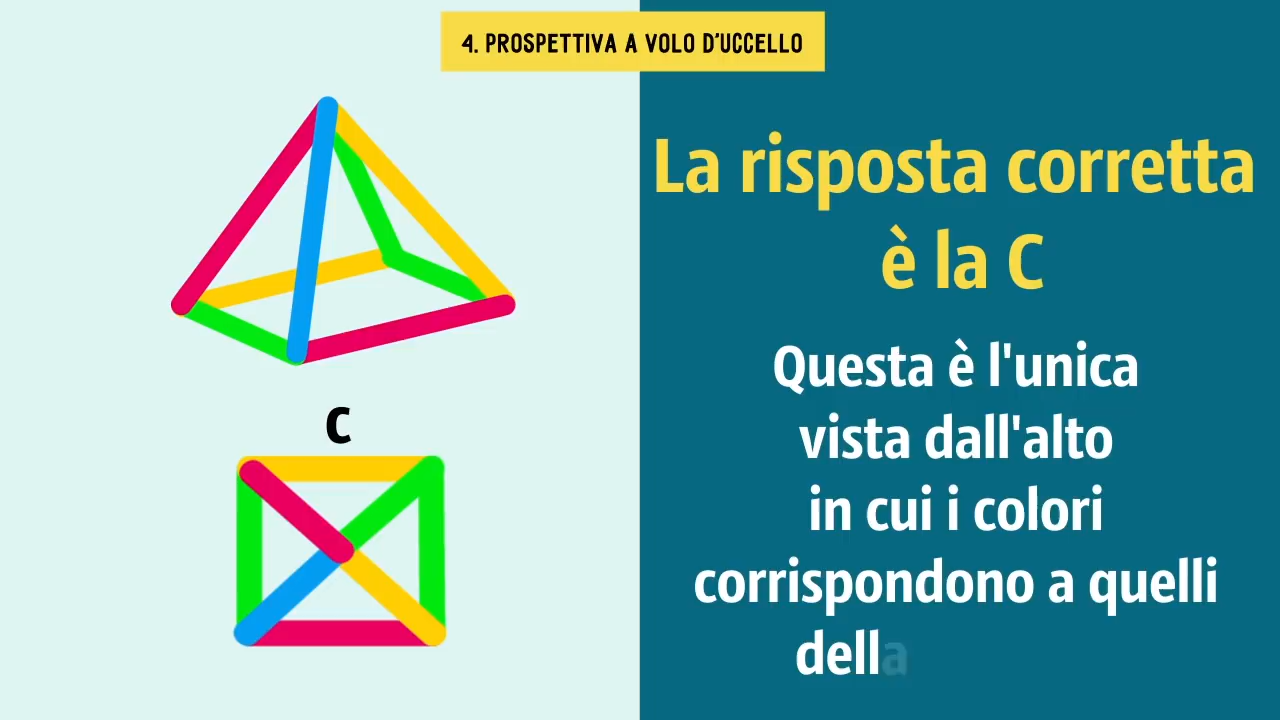 4. PROSPETTIVA A VOLO D'UCCELLO
La risposta corretta
è la C
Questa è l'unica
vista dall'alto
in cui i colori
corrispondono a quelli
della
C